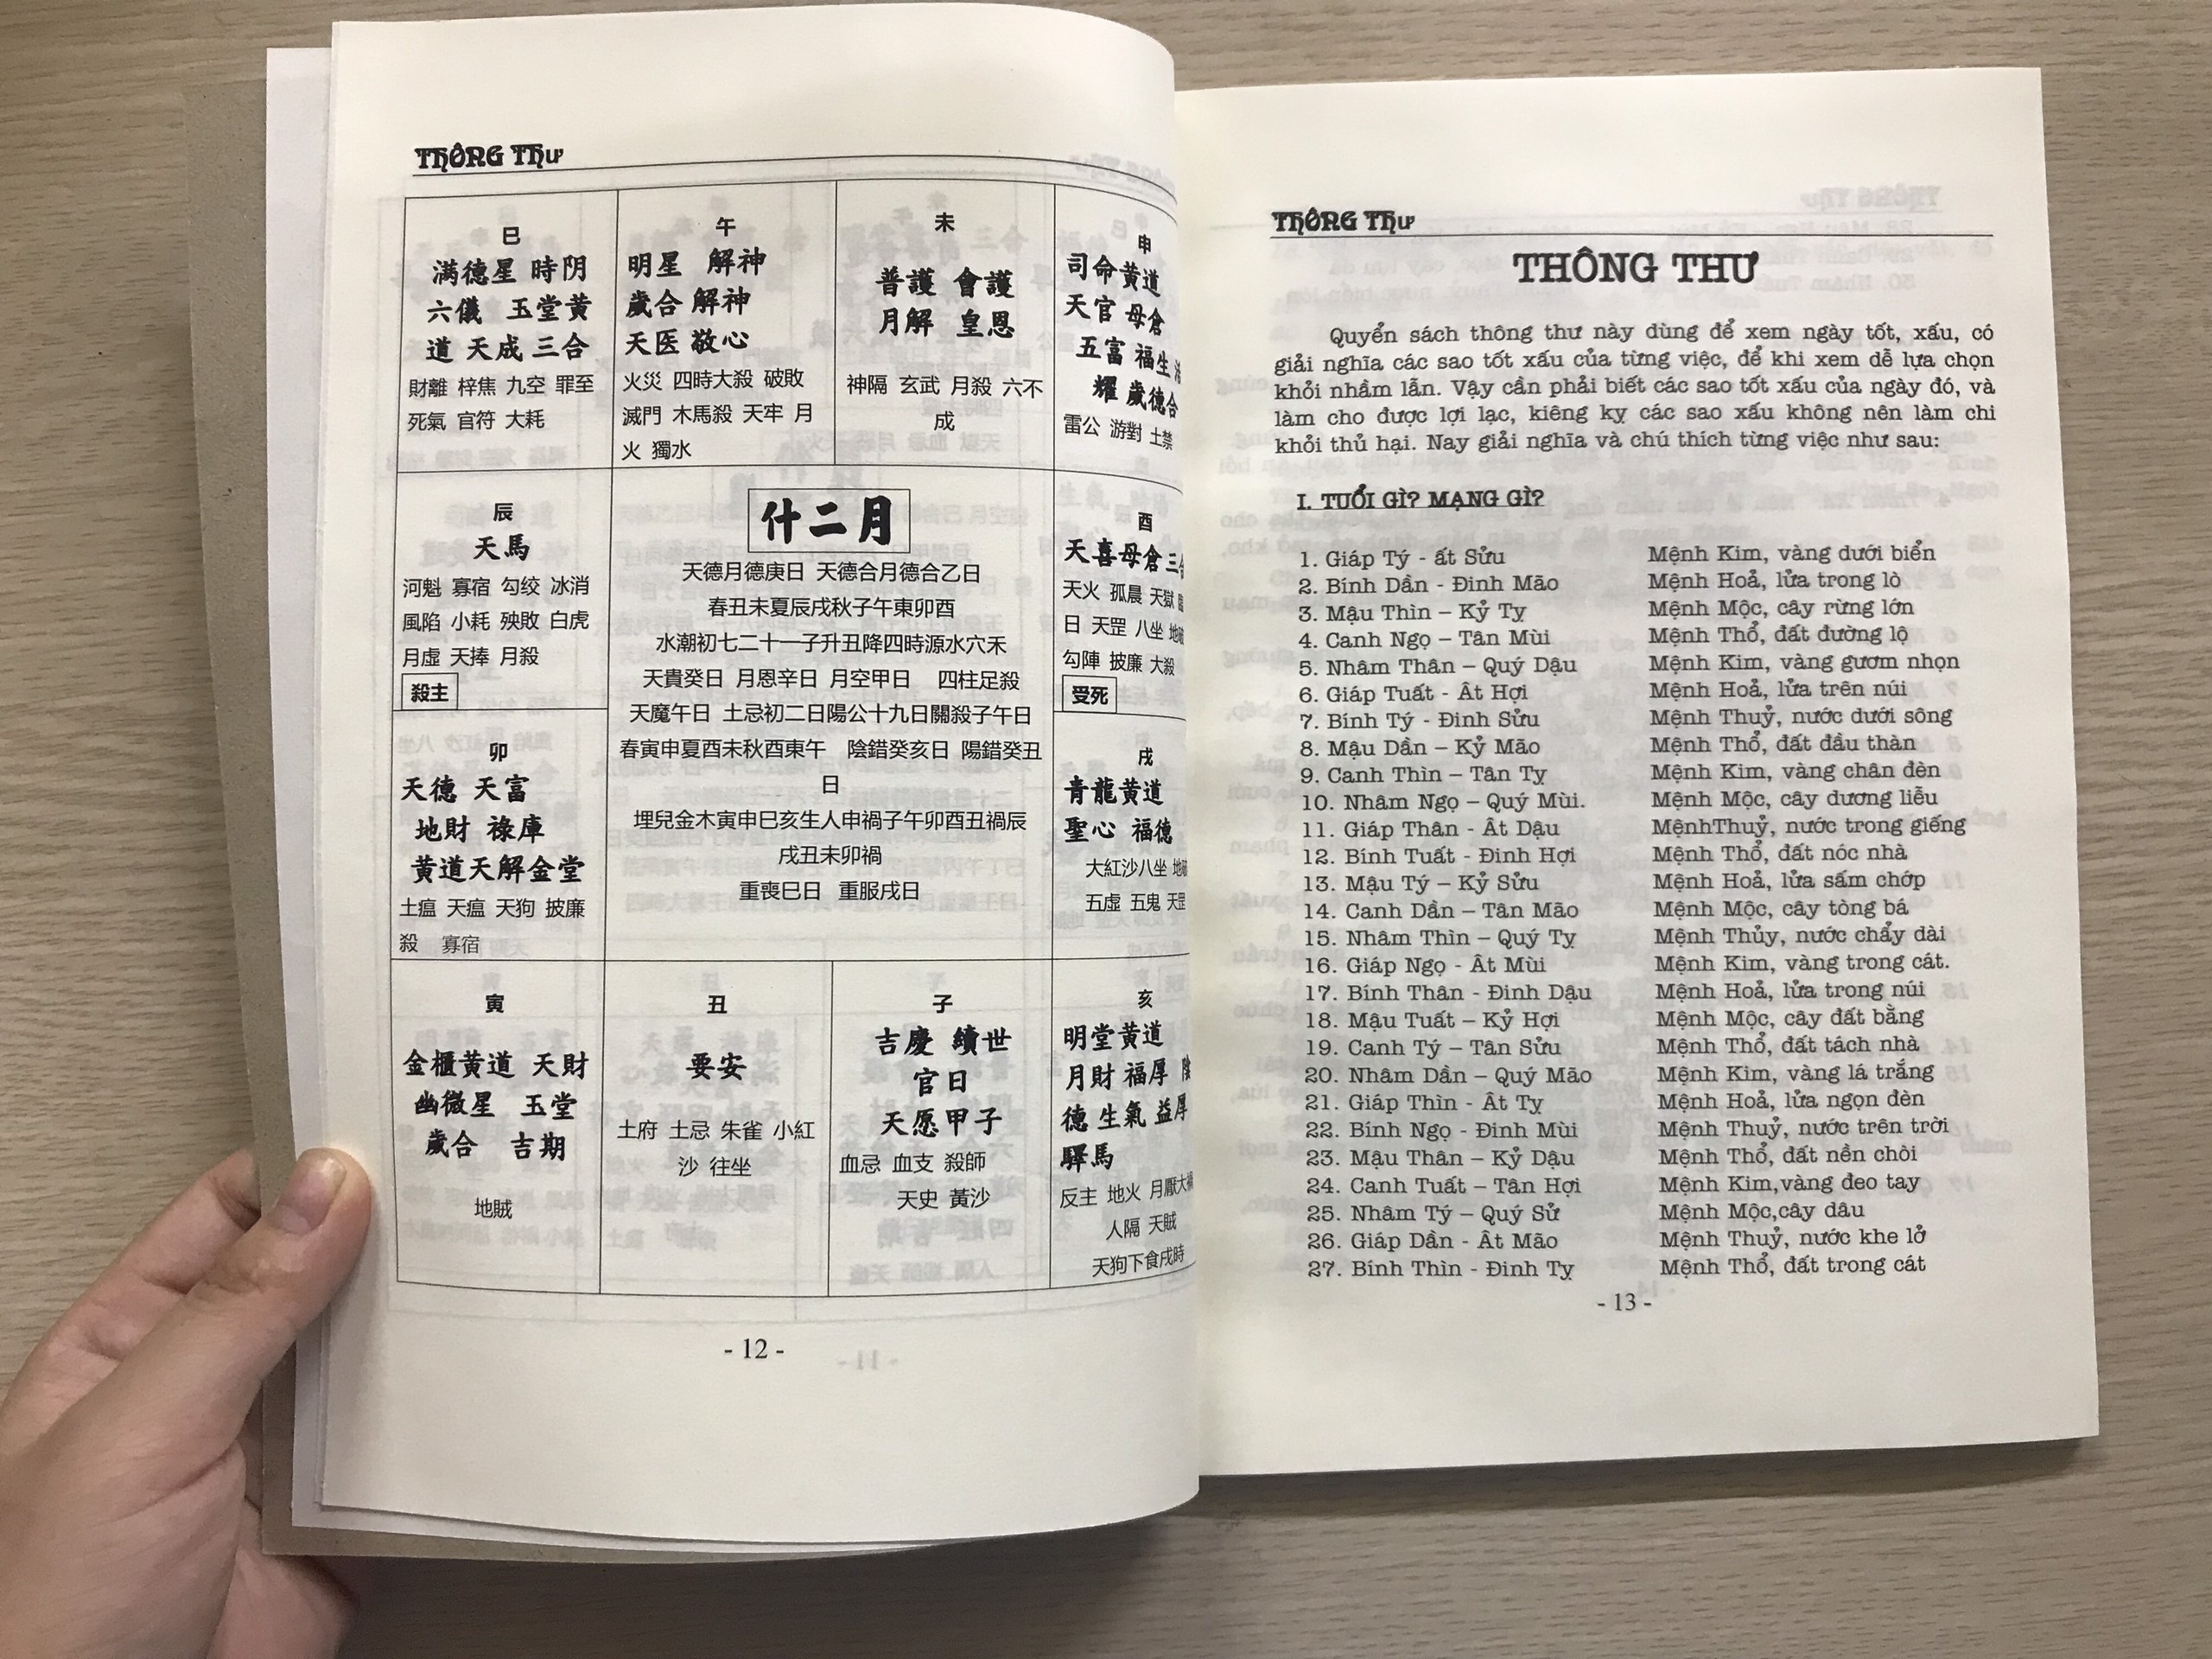 THÔNG THƯ
巳
満德星 時阴
六儀 玉堂黄
道 天成 三合
財離 梓焦 九空 罪至
死氣 官符 大耗
午
明星 解神
歲合 解神
天医 敬心
火災 四時大殺 破敗
滅門 木馬殺 天牢 月
火 獨水
未
普護 會護
月解 皇恩
神隔 玄武 月殺 六不
成
申
司命黄道
天官 母倉
五富 福生
耀 歲德合
雷公 游對 土禁
辰
天馬
河魁 寡宿 勾绞 冰消
風陷 小耗 殃敗 白虎
月虛 天捧 月殺
殺主
什二月
天德月德庚日 天德合月德合乙日
春丑未夏辰戌秋子午東卯酉
水潮初七二十一子升丑降四時源水穴禾
天貴癸日 月恩辛日 月空甲日 四柱足殺
天魔午日 土忌初二日陽公十九日關殺子午日
春寅申夏酉未秋酉東午 陰錯癸亥日 陽錯癸丑
日
埋兒金木寅申巳亥生人申禍子午卯酉丑禍辰
戌丑未卯禍
重喪巳日 重服戌日
酉
天喜母倉 三合
天火 孤晨 天獄
日 天罡 八坐 地破
勾陣 披廉 大殺
受死
卯
天德 天富
地財 祿庫
黄道天解金堂
土瘟 天瘟 天狗 披廉
殺 寡宿
戌
青龍黄道
聖心 福德
大紅沙八坐 地破
五虛 五鬼 天罡
寅
金櫃黄道 天財
幽微星 玉堂
歲合 吉期
地賊
丑
要安
土府 土忌 朱雀 小紅
沙 往坐
子
吉慶 續世
官日
天愿甲子
血忌 血支 殺師
天史 黃沙
亥
明堂黄道
月財 福厚 陰
德 生氣 益厚
驛馬
反主 地火 月厭大禍
人隔 天賊
天狗下食戌時
- 12 -
THÔNG THƯ
THÔNG THƯ
Quyển sách thông thư này dùng để xem ngày tốt, xấu, có
giải nghĩa các sao tốt xấu của từng việc, để khi xem dễ lựa chọn
khỏi nhầm lẫn. Vậy cần phải biết các sao tốt xấu của ngày đó, và
làm cho được lợi lạc, kiêng kỵ các sao xấu không nên làm chi
khỏi thủ hại. Nay giải nghĩa và chú thích từng việc như sau:
I. TUỔI GÌ? MẠNG GÌ?
1. Giáp Tý - ất Sửu Mệnh Kim, vàng dưới biển
2. Bính Dần - Đinh Mão Mệnh Hoả, lửa trong lò
3. Mậu Thìn – Kỷ Tỵ Mệnh Mộc, cây rừng lớn
4. Canh Ngọ – Tân Mùi Mệnh Thổ, đất đường lộ
5. Nhâm Thân – Quý Dậu Mệnh Kim, vàng gươm nhọn
6. Giáp Tuất - Ât Hợi Mệnh Hoả, lửa trên núi
7. Bính Tý - Đinh Sửu Mệnh Thuỷ, nước dưới sông
8. Mậu Dần – Kỷ Mão Mệnh Thổ, đất đầu thàn
9. Canh Thìn – Tân Tỵ Mệnh Kim, vàng chân đèn
10. Nhâm Ngọ – Quý Mùi. Mệnh Mộc, cây dương liễu
11. Giáp Thân - Ât Dậu MệnhThuỷ, nước trong giếng
12. Bính Tuất - Đinh Hợi Mệnh Thổ, đất nóc nhà
13. Mậu Tý – Kỷ Sửu Mệnh Hoả, lửa sấm chớp
14. Canh Dần – Tân Mão Mệnh Mộc, cây tòng bá
15. Nhâm Thìn – Quý Tỵ Mệnh Thủy, nước chẩy dài
16. Giáp Ngọ - Ât Mùi Mệnh Kim, vàng trong cát.
17. Bính Thân - Đinh Dậu Mệnh Hoả, lửa trong núi
18. Mậu Tuất – Kỷ Hợi Mệnh Mộc, cây đất bằng
19. Canh Tý – Tân Sửu Mệnh Thổ, đất tách nhà
20. Nhâm Dần – Quý Mão Mệnh Kim, vàng lá trắng
21. Giáp Thìn - Ât Tỵ Mệnh Hoả, lửa ngọn đèn
22. Bính Ngọ - Đinh Mùi Mệnh Thuỷ, nước trên trời
23. Mậu Thân – Kỷ Dậu Mệnh Thổ, đất nền chòi
24. Canh Tuất – Tân Hợi Mệnh Kim,vàng đeo tay
25. Nhâm Tý – Quý Sử Mệnh Mộc,cây dâu
26. Giáp Dần - Ât Mão Mệnh Thuỷ, nước khe lở
27. Bính Thìn - Đinh Tỵ Mệnh Thổ, đất trong cát
- 13 -